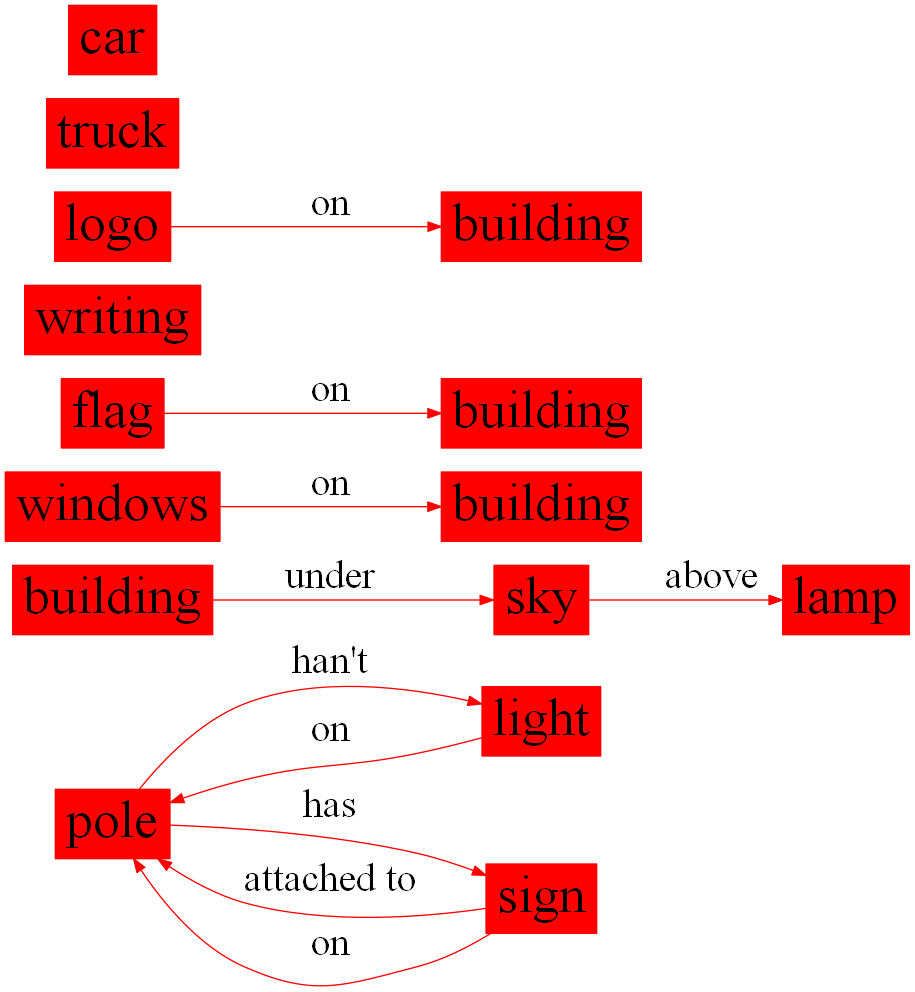 car
truck
logo on building
writing
flag on building
windows on building
building under sky above lamp
han't
light
on
pole has
attached to sign
on